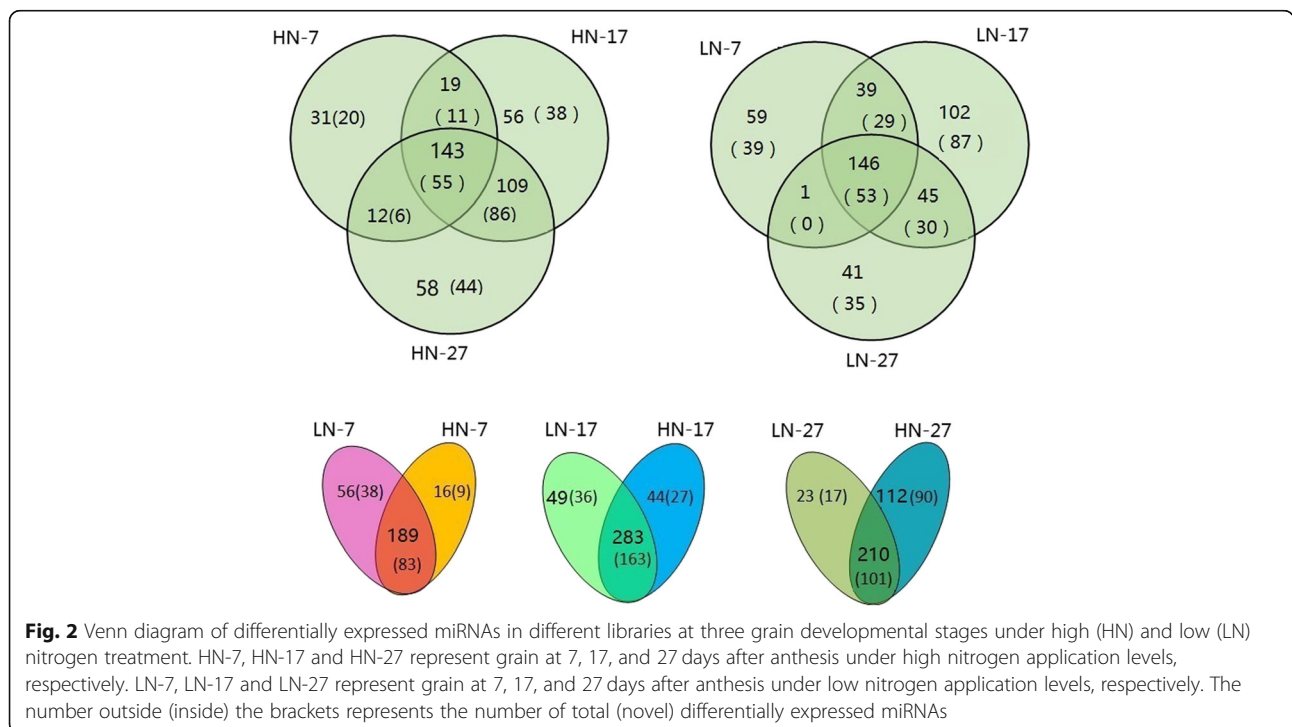 HN-7
HN-17
19
( 11 )
31(20)
56 ( 38 )
143
( 55 )
109
(86)
12(6)
58 (44)
HN-27
LN-7
LN-17
39
( 29 )
59
( 39 )
102
( 87 )
146
( 53 )
1
( 0 )
45
( 30 )
41
( 35 )
LN-27
LN-7
HN-7
56(38)
16(9)
189
(83)
LN-17
HN-17
49(36)
44(27)
283
(163)
LN-27
HN-27
23 (17)
112(90)
210
(101)
Fig. 2 Venn diagram of differentially expressed miRNAs in different libraries at three grain developmental stages under high (HN) and low (LN)
nitrogen treatment. HN-7, HN-17 and HN-27 represent grain at 7, 17, and 27 days after anthesis under high nitrogen application levels,
respectively. LN-7, LN-17 and LN-27 represent grain at 7, 17, and 27 days after anthesis under low nitrogen application levels, respectively. The
number outside (inside) the brackets represents the number of total (novel) differentially expressed miRNAs